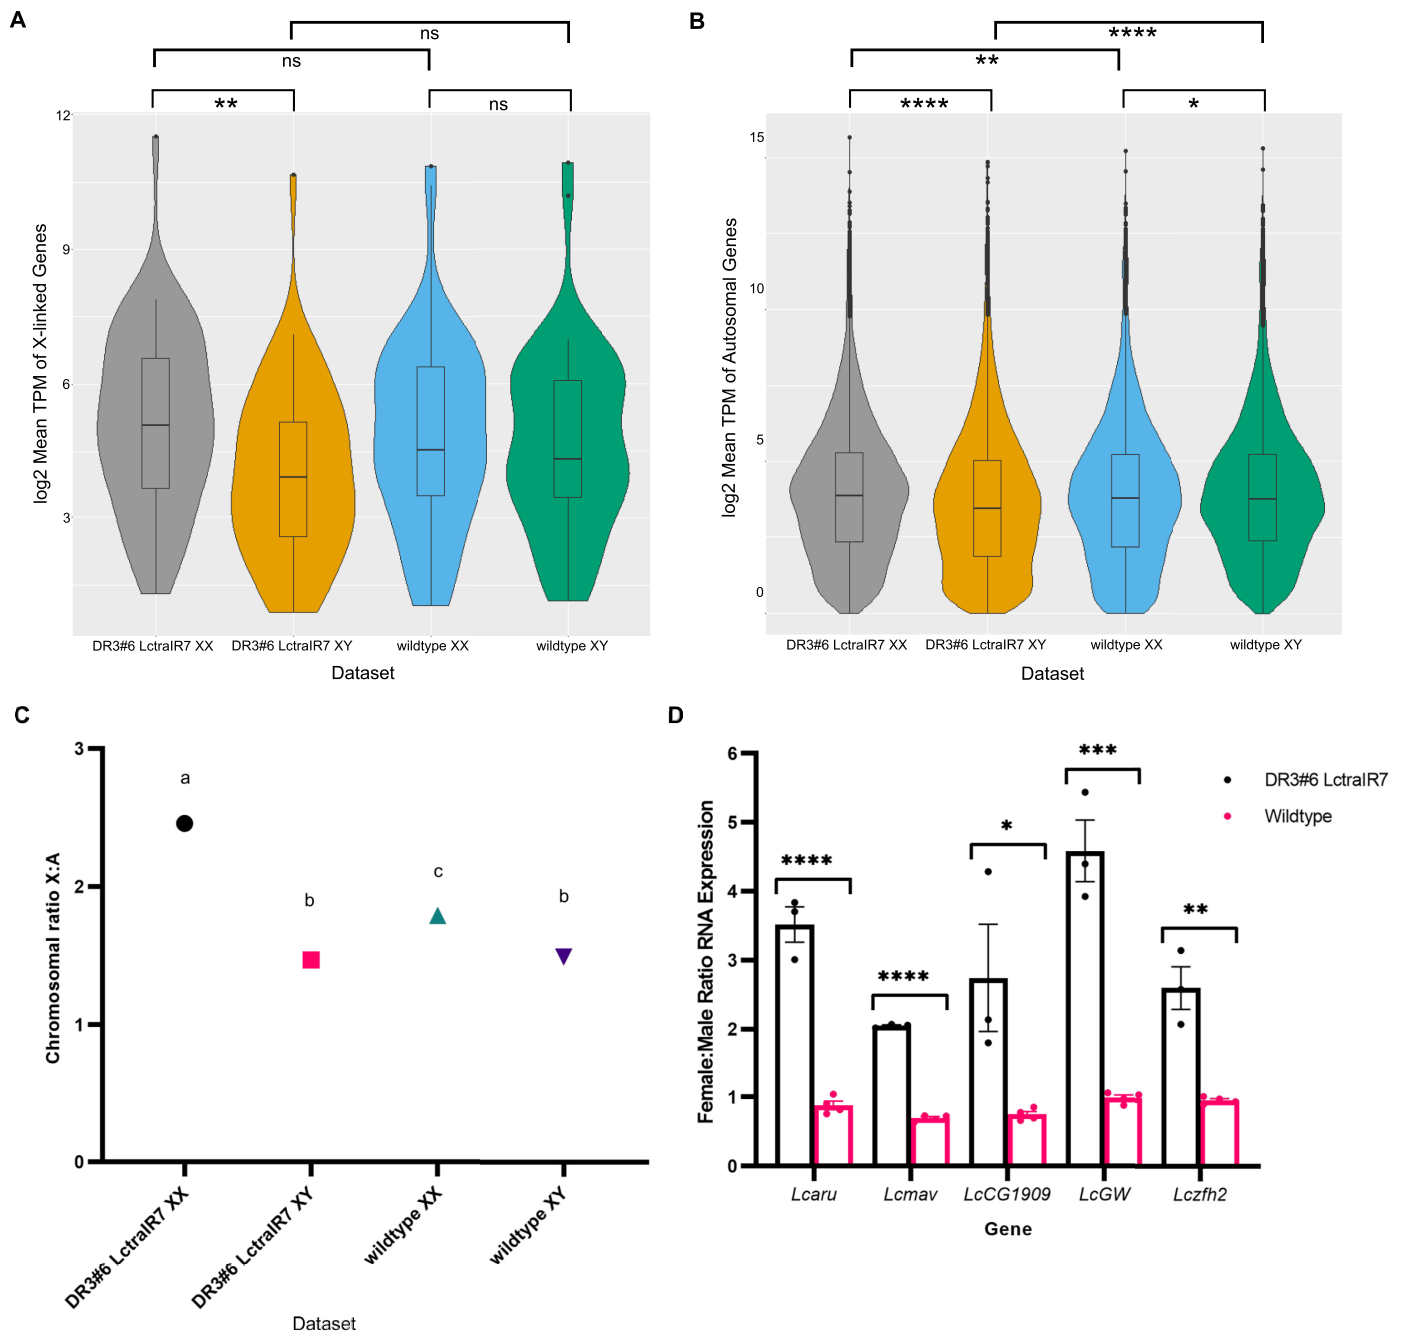 A
ns
ns
**
ns
log2 Mean TPM of X-linked Genes
12
9
6
3
DR3#6 LctraIR7 XX
DR3#6 LctraIR7 XY
wildtype XX
wildtype XY
Dataset
B
****
**
****
*
log2 Mean TPM of Autosomal Genes
15
10
5
0
DR3#6 LctraIR7 XX
DR3#6 LctraIR7 XY
wildtype XX
wildtype XY
Dataset
C
Chromosomal ratio X:A
3
2
1
0
a
b
c
b
DR3#6 LctraIR7 XX
DR3#6 LctraIR7 XY
wildtype XX
wildtype XY
Dataset
D
Female:Male Ratio RNA Expression
6
5
4
3
2
1
0
****
****
*
***
**
DR3#6 LctraIR7
Wildtype
Lcaru
Lcmav
LcCG1909
LcGW
Lczfh2
Gene